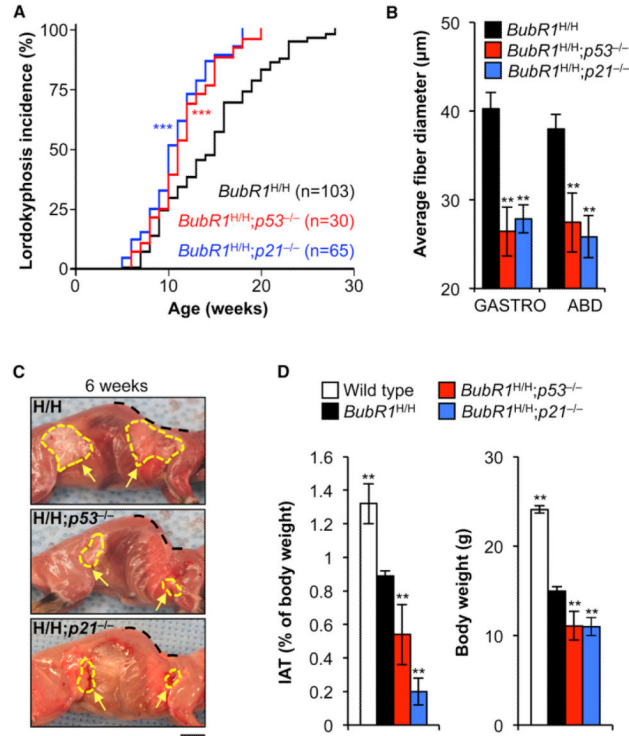 A
Lordokyphosis incidence (%)
100
75
50
25
0
***
***
BubR1H/H (n=103)
BubR1H/H;p53–/– (n=30)
BubR1H/H;p21–/– (n=65)
0
10
20
30
Age (weeks)
B
BubR1H/H
BubR1H/H;p53–/–
BubR1H/H;p21–/–
Average fiber diameter (µm)
50
40
30
20
** **
** **
GASTRO
ABD
C
6 weeks
H/H
H/H;p53–/–
H/H;p21–/–
D
Wild type
BubR1H/H
BubR1H/H;p53–/–
BubR1H/H;p21–/–
IAT (% of body weight)
1.6
1.4
1.2
1.0
0.8
0.6
0.4
0.2
0
**
**
**
Body weight (g)
30
20
10
0
**
** **